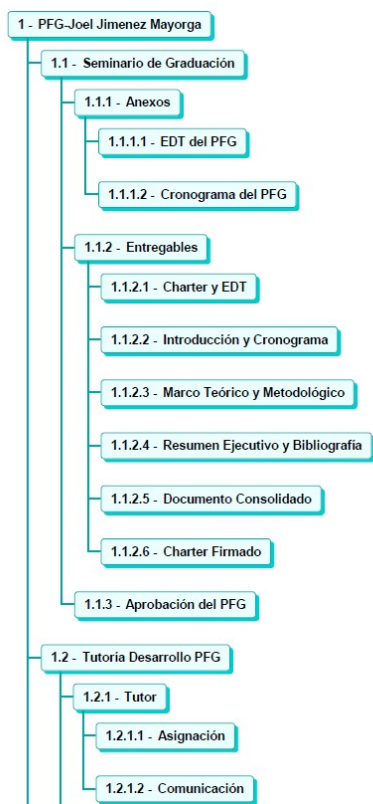 1 - PFG-Joel Jimenez Mayorga
1.1 - Seminario de Graduación
1.1.1 - Anexos
1.1.1.1 - EDT del PFG
1.1.1.2 - Cronograma del PFG
1.1.2 - Entregables
1.1.2.1 - Charter y EDT
1.1.2.2 - Introducción y Cronograma
1.1.2.3 - Marco Teórico y Metodológico
1.1.2.4 - Resumen Ejecutivo y Bibliografía
1.1.2.5 - Documento Consolidado
1.1.2.6 - Charter Firmado
1.1.3 - Aprobación del PFG
1.2 - Tutoría Desarrollo PFG
1.2.1 - Tutor
1.2.1.1 - Asignación
1.2.1.2 - Comunicación